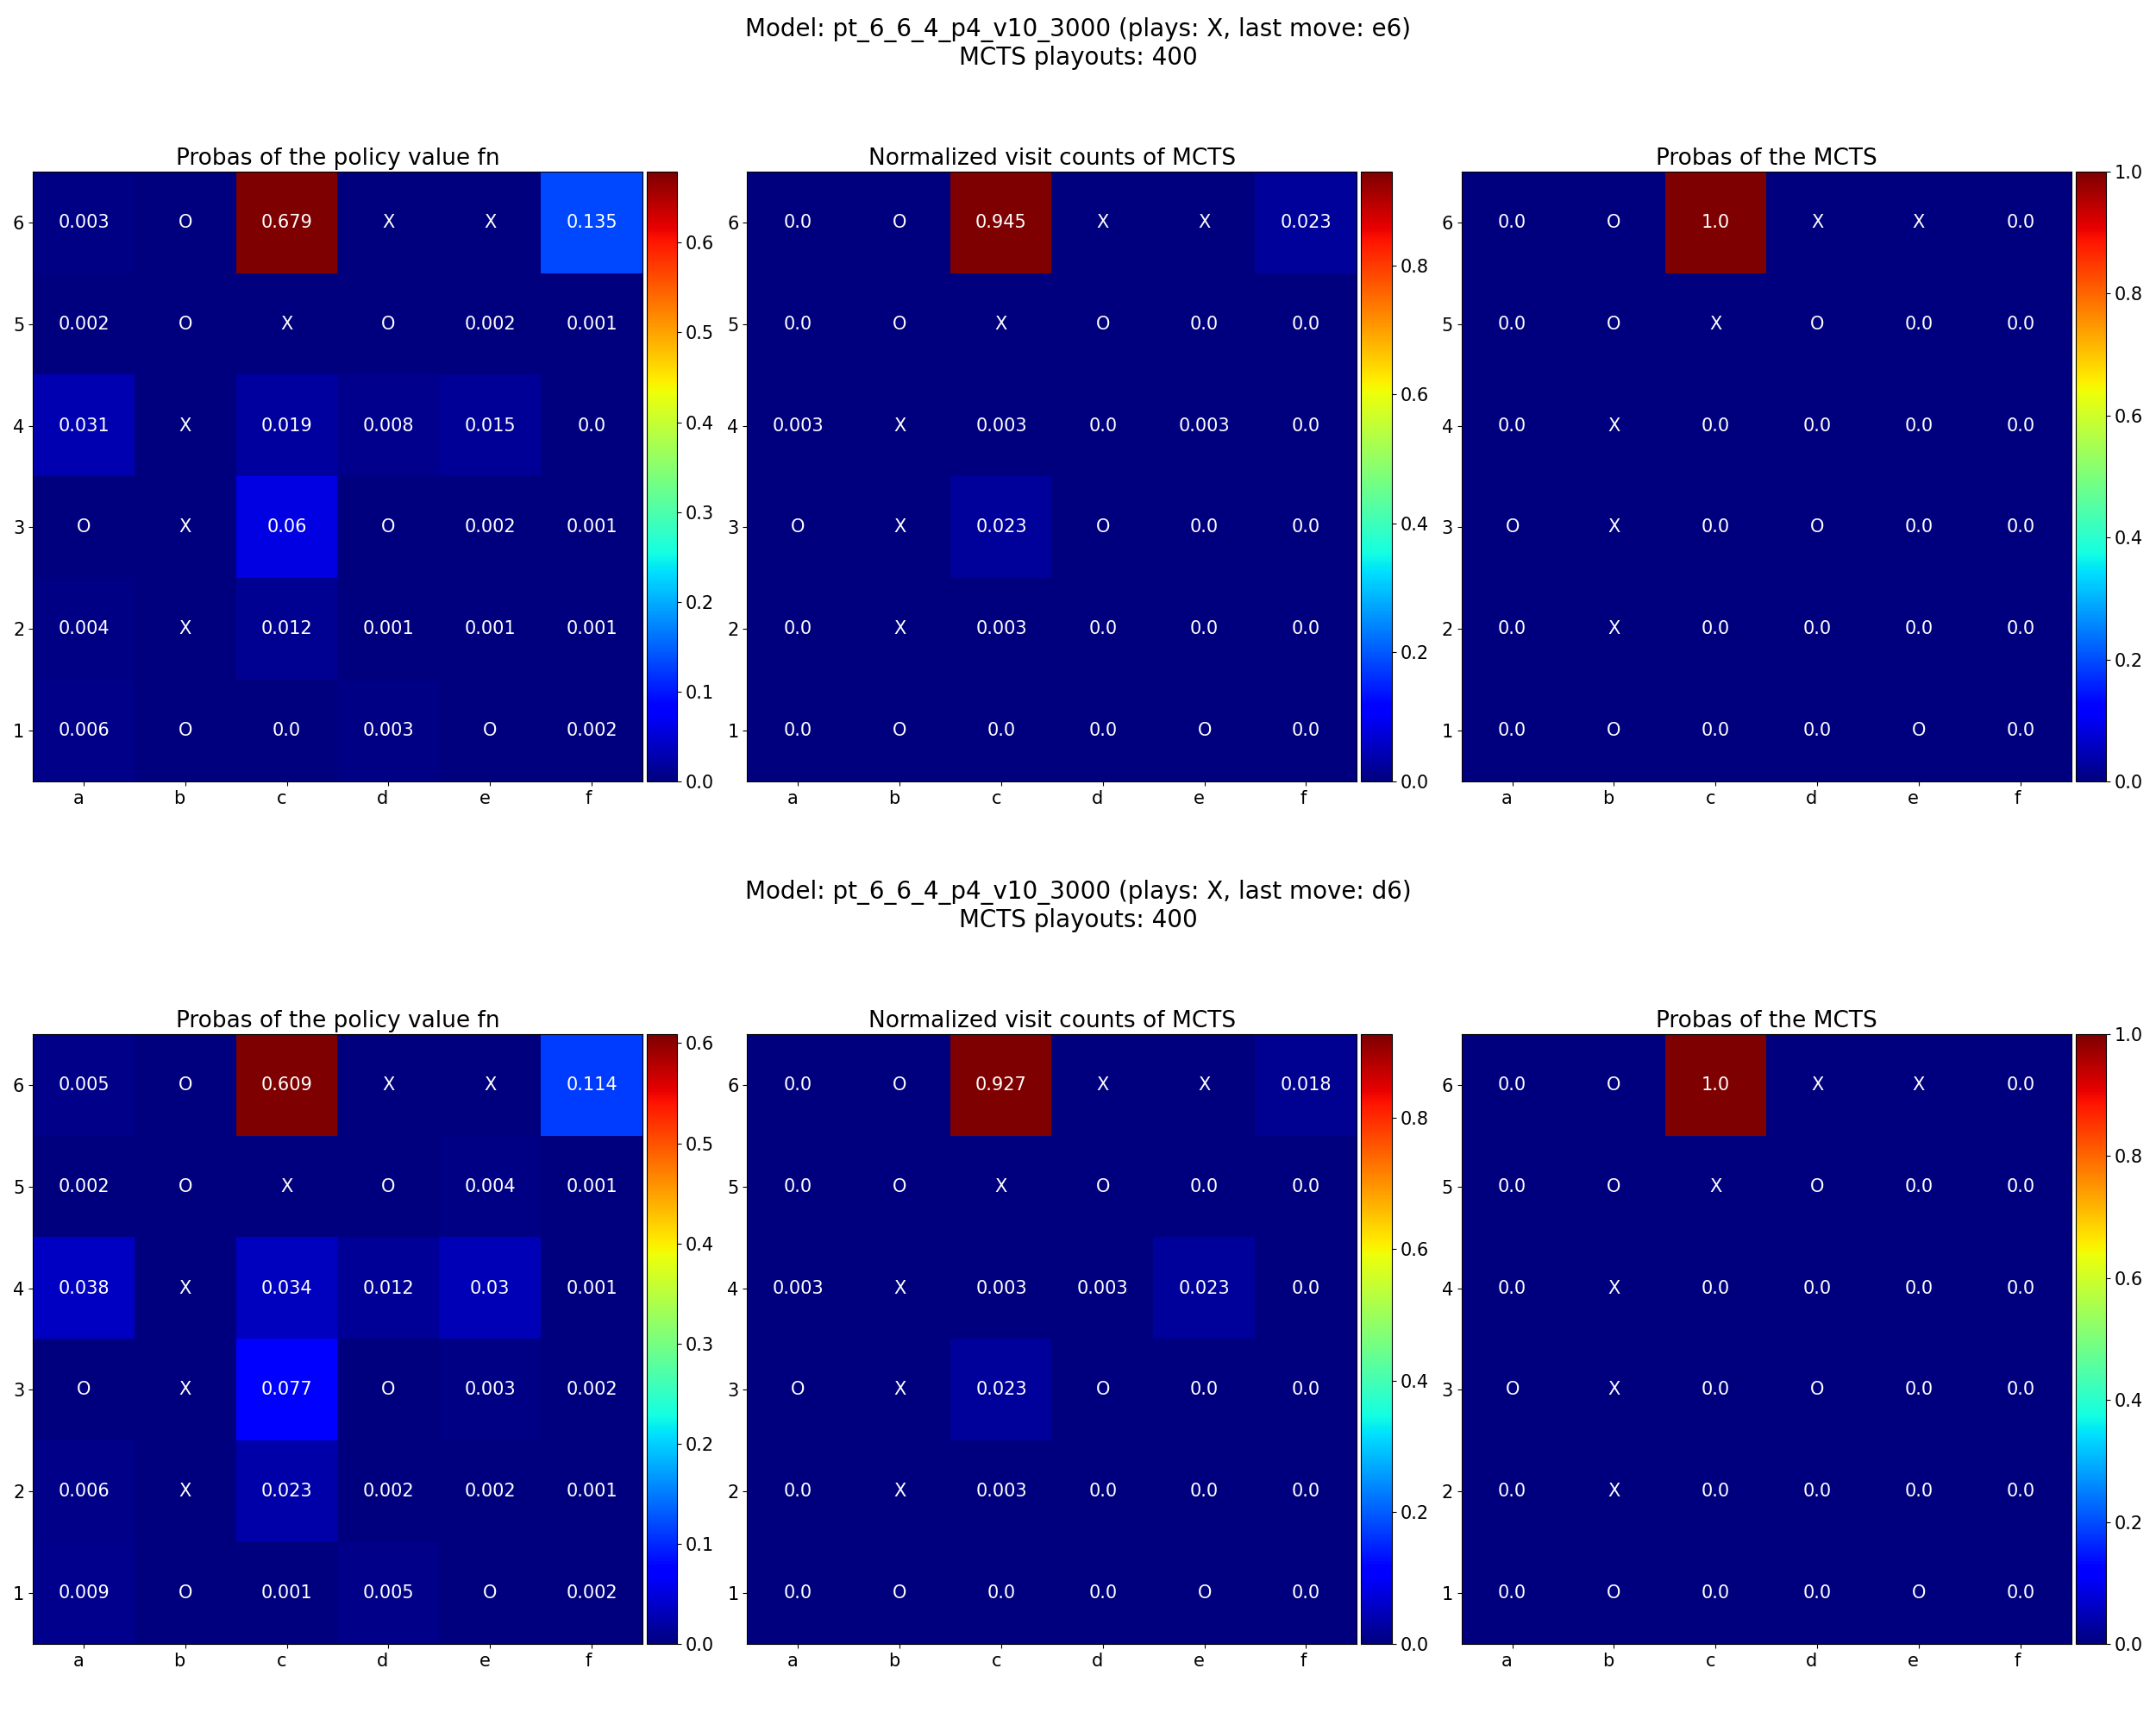 Model: pt_6_6_4_p4_v10_3000 (plays: X, last move: e6)
MCTS playouts: 400
Probas of the policy value fn
6 0.003 O 0.679 X X 0.135
5 0.002 O X O 0.002 0.001
4 0.031 X 0.019 0.008 0.015 0.0
3 O X 0.06 O 0.002 0.001
2 0.004 X 0.012 0.001 0.001 0.001
1 0.006 O 0.0 0.003 O 0.002
a b c d e f
0.6
0.5
0.4
0.3
0.2
0.1
0.0
Normalized visit counts of MCTS
6 0.0 O 0.945 X X 0.023
5 0.0 O X O 0.0 0.0
4 0.003 X 0.003 0.0 0.003 0.0
3 O X 0.023 O 0.0 0.0
2 0.0 X 0.003 0.0 0.0 0.0
1 0.0 O 0.0 0.0 O 0.0
a b c d e f
0.8
0.6
0.4
0.2
0.0
Probas of the MCTS
6 0.0 O 1.0 X X 0.0
5 0.0 O X O 0.0 0.0
4 0.0 X 0.0 0.0 0.0 0.0
3 O X 0.0 O 0.0 0.0
2 0.0 X 0.0 0.0 0.0 0.0
1 0.0 O 0.0 0.0 O 0.0
a b c d e f
1.0
0.8
0.6
0.4
0.2
0.0
Model: pt_6_6_4_p4_v10_3000 (plays: X, last move: d6)
MCTS playouts: 400
Probas of the policy value fn
6 0.005 O 0.609 X X 0.114
5 0.002 O X O 0.004 0.001
4 0.038 X 0.034 0.012 0.03 0.001
3 O X 0.077 O 0.003 0.002
2 0.006 X 0.023 0.002 0.002 0.001
1 0.009 O 0.001 0.005 O 0.002
a b c d e f
0.6
0.5
0.4
0.3
0.2
0.1
0.0
Normalized visit counts of MCTS
6 0.0 O 0.927 X X 0.018
5 0.0 O X O 0.0 0.0
4 0.003 X 0.003 0.003 0.023 0.0
3 O X 0.023 O 0.0 0.0
2 0.0 X 0.003 0.0 0.0 0.0
1 0.0 O 0.0 0.0 O 0.0
a b c d e f
0.8
0.6
0.4
0.2
0.0
Probas of the MCTS
6 0.0 O 1.0 X X 0.0
5 0.0 O X O 0.0 0.0
4 0.0 X 0.0 0.0 0.0 0.0
3 O X 0.0 O 0.0 0.0
2 0.0 X 0.0 0.0 0.0 0.0
1 0.0 O 0.0 0.0 O 0.0
a b c d e f
1.0
0.8
0.6
0.4
0.2
0.0